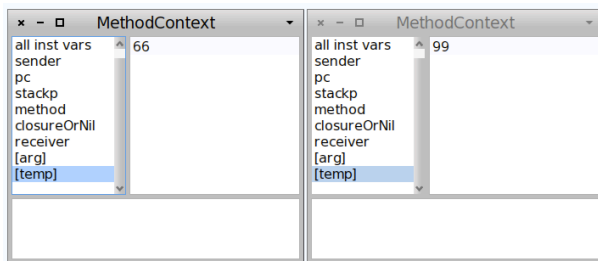 MethodContext
all inst vars
sender
pc
stackp
method
closureOrNil
receiver
[arg]
[temp]
66
MethodContext
all inst vars
sender
pc
stackp
method
closureOrNil
receiver
[arg]
[temp]
99